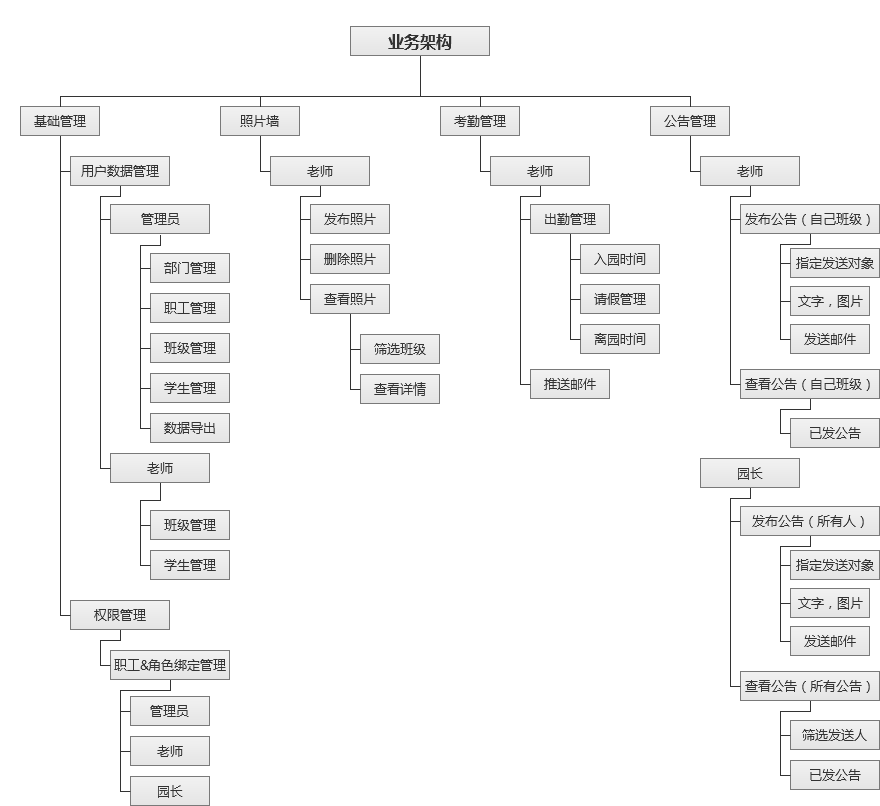 业务架构
基础管理
用户数据管理
管理员
部门管理
职工管理
班级管理
学生管理
数据导出
老师
班级管理
学生管理
权限管理
职工&角色绑定管理
管理员
老师
园长
照片墙
老师
发布照片
删除照片
查看照片
筛选班级
查看详情
考勤管理
老师
出勤管理
入园时间
请假管理
离园时间
推送邮件
公告管理
老师
发布公告（自己班级）
指定发送对象
文字，图片
发送邮件
查看公告（自己班级）
已发公告
园长
发布公告（所有人）
指定发送对象
文字，图片
发送邮件
查看公告（所有公告）
筛选发送人
已发公告